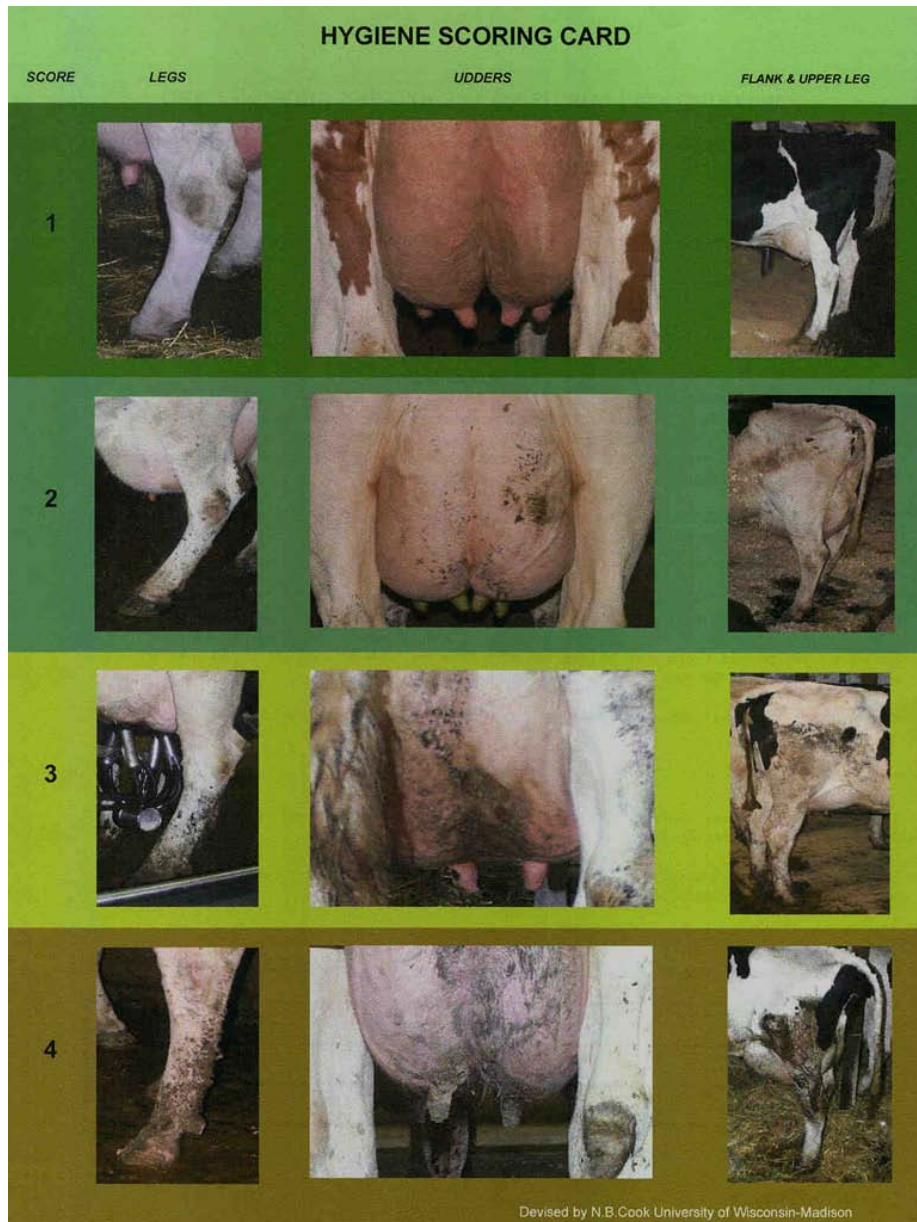 HYGIENE SCORING CARD
SCORE LEGS UDDERS FLANK & UPPER LEG
1
2
3
4
Devised by N.B.Cook University of Wisconsin-Madison